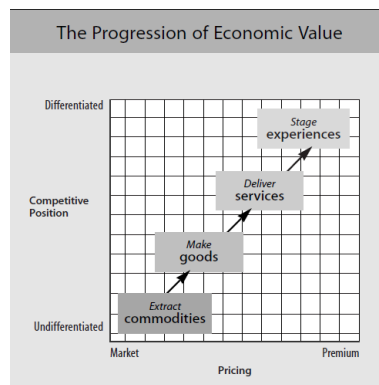 The Progression of Economic Value
Differentiated
Stage
experiences
Deliver
services
Competitive
Position
Make
goods
Extract
commodities
Undifferentiated
Market
Premium
Pricing